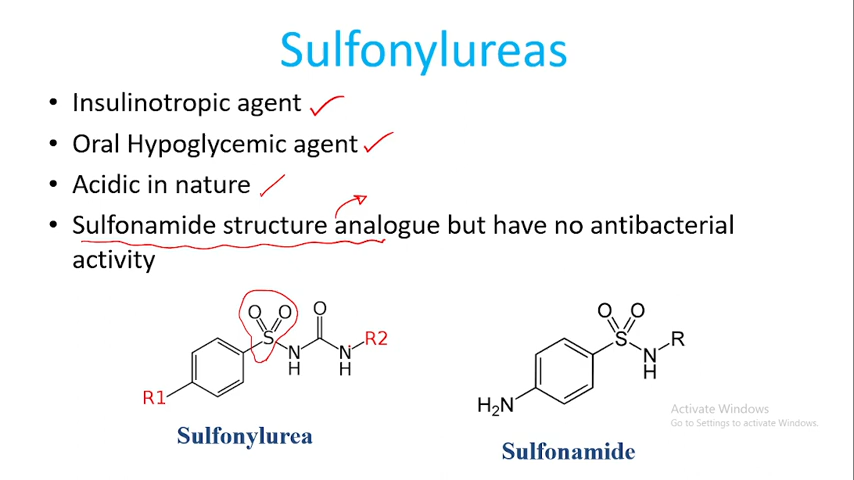 Sulfonylureas
• Insulinotropic agent
• Oral Hypoglycemic agent
• Acidic in nature
• Sulfonamide structure analogue but have no antibacterial
activity
O O O
S
N N R2
H H
R1
Sulfonylurea
O O
S R
N
H
H2N
Sulfonamide
Activate Windows
Go to Settings to activate Windows.